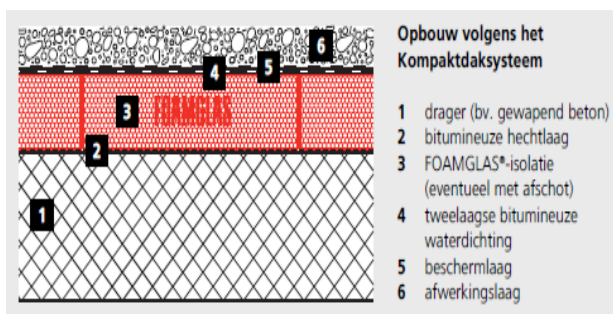 6
5
4
3 FOAMGLAS
2
1
Opbouw volgens het
Kompaktdaksysteem
1 drager (bv. gewapend beton)
2 bitumineuze hechtlaag
3 FOAMGLAS®-isolatie
(eventueel met afschot)
4 tweelaagse bitumineuze
waterdichting
5 beschermlaag
6 afwerkingslaag